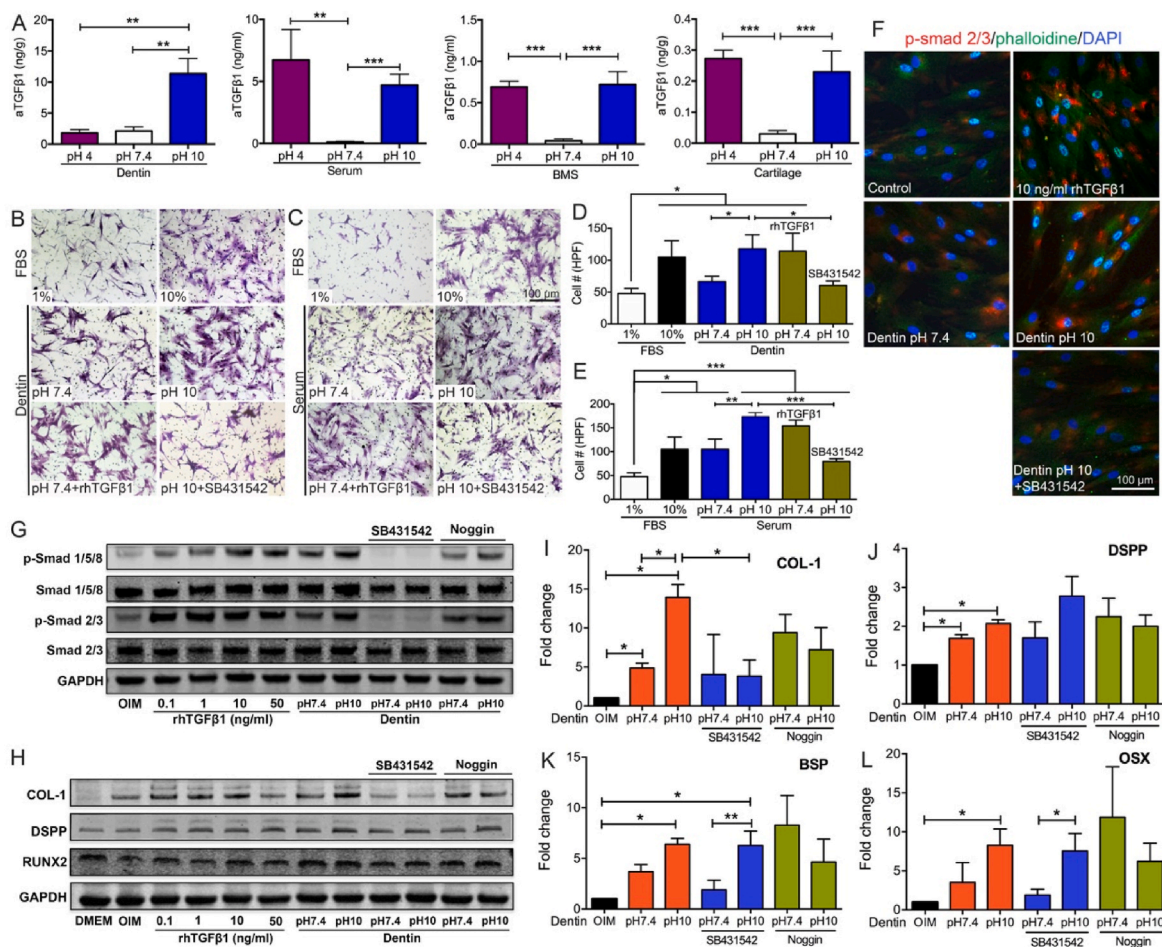 A
aTGFβ1 (ng/g)
20
15
10
5
0
** 
**
pH 4 pH 7.4 pH 10
Dentin
aTGFβ1 (ng/ml)
10
5
0
**
***
pH 4 pH 7.4 pH 10
Serum
aTGFβ1 (ng/ml)
1.5
1.0
0.5
0.0
*** ***
pH 4 pH 7.4 pH 10
BMS
aTGFβ1 (ng/g)
0.4
0.3
0.2
0.1
0.0
*** ***
pH 4 pH 7.4 pH 10
Cartilage
B
FBS
1% 10%
Dentin
pH 7.4 pH 10
pH 7.4+rhTGFβ1 pH 10+SB431542
C
FBS
1% 10%
100 µm
Serum
pH 7.4 pH 10
pH 7.4+rhTGFβ1 pH 10+SB431542
D
Cell # (HPF)
150
100
50
0
*
* *
rhTGFβ1
SB431542
1% 10% pH 7.4 pH 10 pH 7.4 pH 10
FBS Dentin
E
Cell # (HPF)
200
150
100
50
0
***
*
** ***
rhTGFβ1
SB431542
1% 10% pH 7.4 pH 10 pH 7.4 pH 10
FBS Serum
F
p-smad 2/3/phalloidine/DAPI
Control
10 ng/ml rhTGFβ1
Dentin pH 7.4
Dentin pH 10
Dentin pH 10
+SB431542
100 µm
G
SB431542 Noggin
p-Smad 1/5/8
Smad 1/5/8
p-Smad 2/3
Smad 2/3
GAPDH
OIM 0.1 1 10 50 pH7.4 pH10 pH7.4 pH10 pH7.4 pH10
rhTGFβ1 (ng/ml) Dentin
H
SB431542 Noggin
COL-1
DSPP
RUNX2
GAPDH
DMEM OIM 0.1 1 10 50 pH7.4 pH10 pH7.4 pH10 pH7.4 pH10
rhTGFβ1 (ng/ml) Dentin
I
COL-1
Fold change
20
15
10
5
0
* *
*
*
Dentin OIM pH7.4 pH10 pH7.4 pH10 pH7.4 pH10
SB431542 Noggin
J
DSPP
Fold change
4
3
2
1
0
*
*
Dentin OIM pH7.4 pH10 pH7.4 pH10 pH7.4 pH10
SB431542 Noggin
K
BSP
Fold change
15
10
5
0
*
* **
Dentin OIM pH7.4 pH10 pH7.4 pH10 pH7.4 pH10
SB431542 Noggin
L
OSX
Fold change
20
15
10
5
0
* *
Dentin OIM pH7.4 pH10 pH7.4 pH10 pH7.4 pH10
SB431542 Noggin